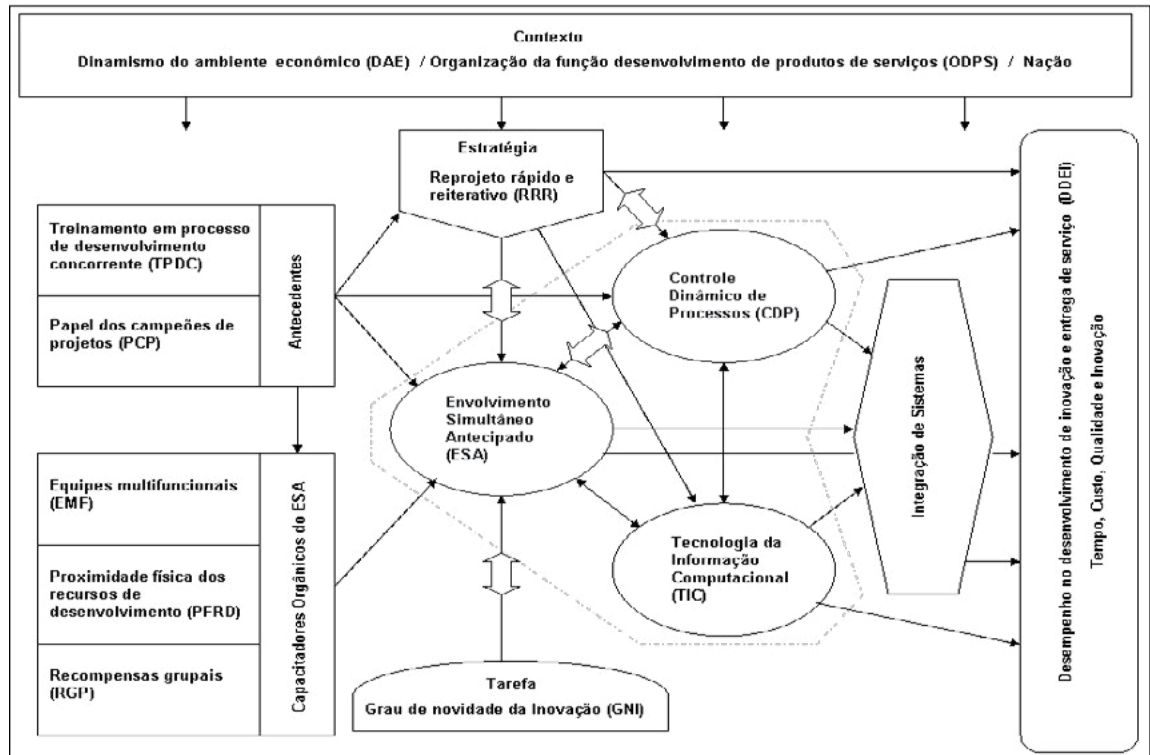 Contexto
Dinamismo do ambiente econômico (DAE) / Organização da função desenvolvimento de produtos de serviços (ODPS) / Nação
Estratégia
Reprojeto rápido e
reiterativo (RRR)
Treinamento em processo
de desenvolvimento
concorrente (TPDC)
Papel dos campeões de
projetos (PCP)
Antecedentes
Controle
Dinâmico de
Processos (CDP)
Envolvimento
Simultâneo
Antecipado
(ESA)
Equipes multifuncionais
(EMF)
Proximidade física dos
recursos de
desenvolvimento (PFRD)
Recompensas grupais
(RGP)
Capacitadores Orgânicos do ESA
Tecnologia da
Informação
Computacional
(TIC)
Tarefa
Grau de novidade da Inovação (GNI)
Integração de Sistemas
Desempenho no desenvolvimento de inovação e entrega de serviço (DDEI)
Tempo, Custo, Qualidade e Inovação